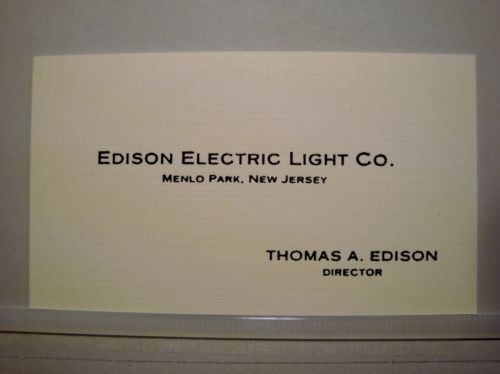 EDISON ELECTRIC LIGHT CO.
MENLO PARK, NEW JERSEY
THOMAS A. EDISON
DIRECTOR